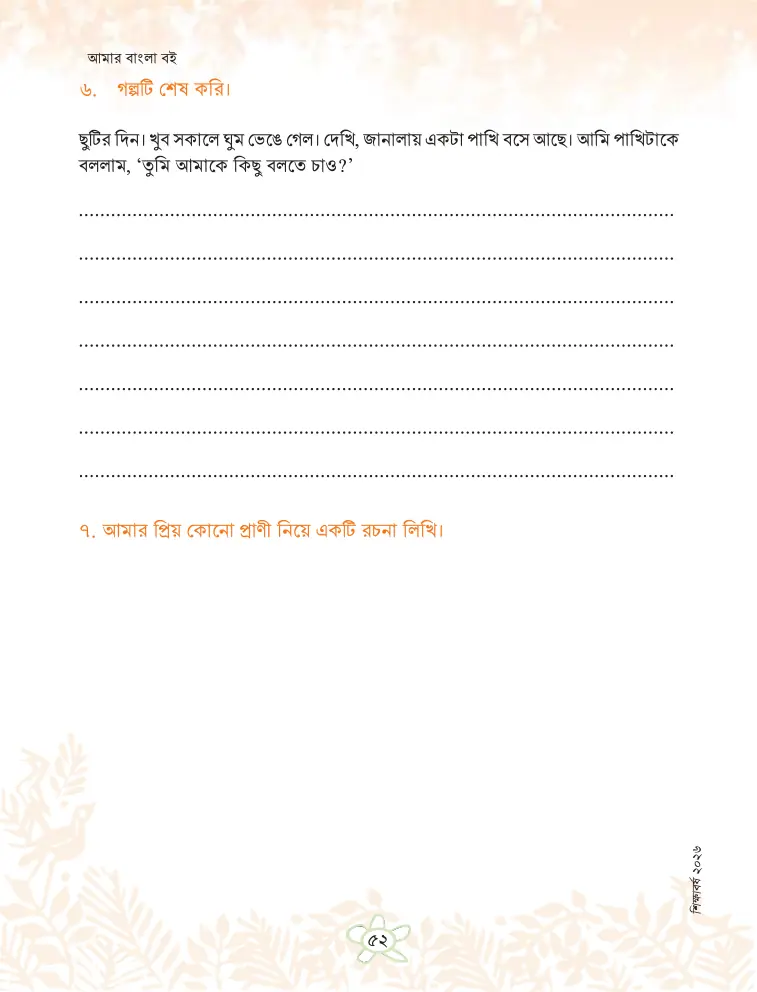 আমার বাংলা বই
৬. গল্পটি শেষ করি।
ছুটির দিন। খুব সকালে ঘুম ভেঙে গেল। দেখি, জানালায় একটা পাখি বসে আছে। আমি পাখিটাকে
বললাম, ‘তুমি আমাকে কিছু বলতে চাও?’
...............................................................................................................
...............................................................................................................
...............................................................................................................
...............................................................................................................
...............................................................................................................
...............................................................................................................
...............................................................................................................
৭. আমার প্রিয় কোনো প্রাণী নিয়ে একটি রচনা লিখি।
শিক্ষাবর্ষ ২০২৬
৫২